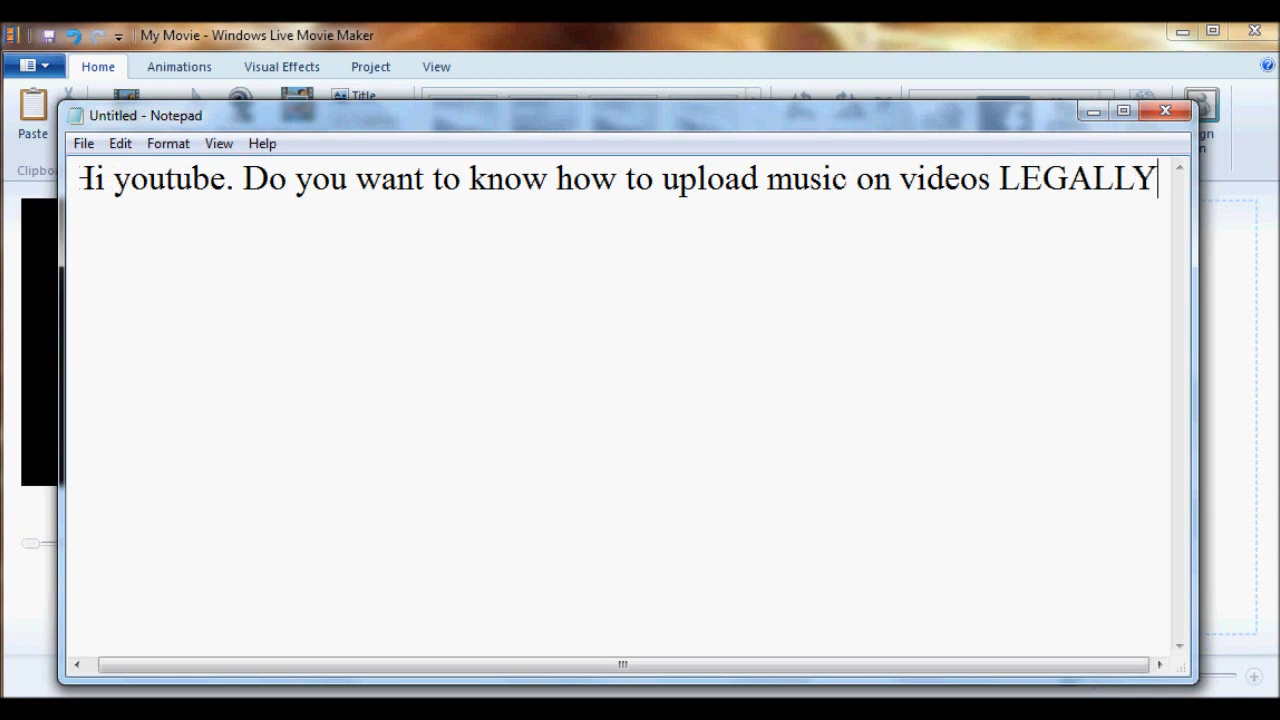 My Movie - Windows Live Movie Maker
Home Animations Visual Effects Project View
Title
Paste
Untitled - Notepad
File Edit Format View Help
Hi youtube. Do you want to know how to upload music on videos LEGALLY